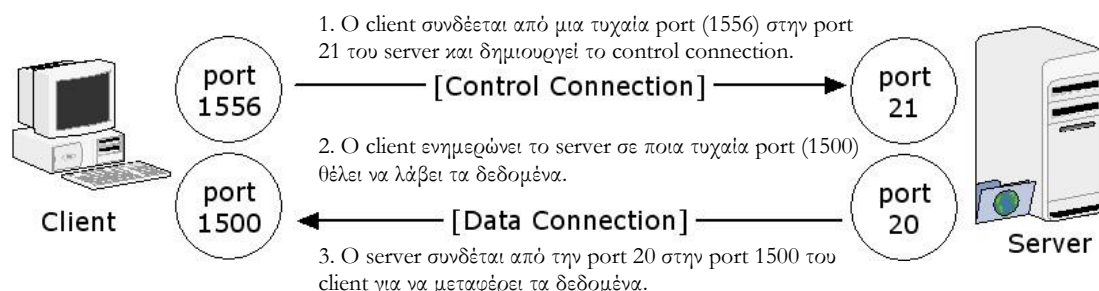 1. Ο client συνδέεται από μια τυχαία port (1556) στην port
21 του server και δημιουργεί το control connection.
port
1556
[Control Connection]
port
21
2. Ο client ενημερώνει το server σε ποια τυχαία port (1500)
θέλει να λάβει τα δεδομένα.
port
1500
[Data Connection]
port
20
Client
Server
3. Ο server συνδέται από την port 20 στην port 1500 του
client για να μεταφέρει τα δεδομένα.